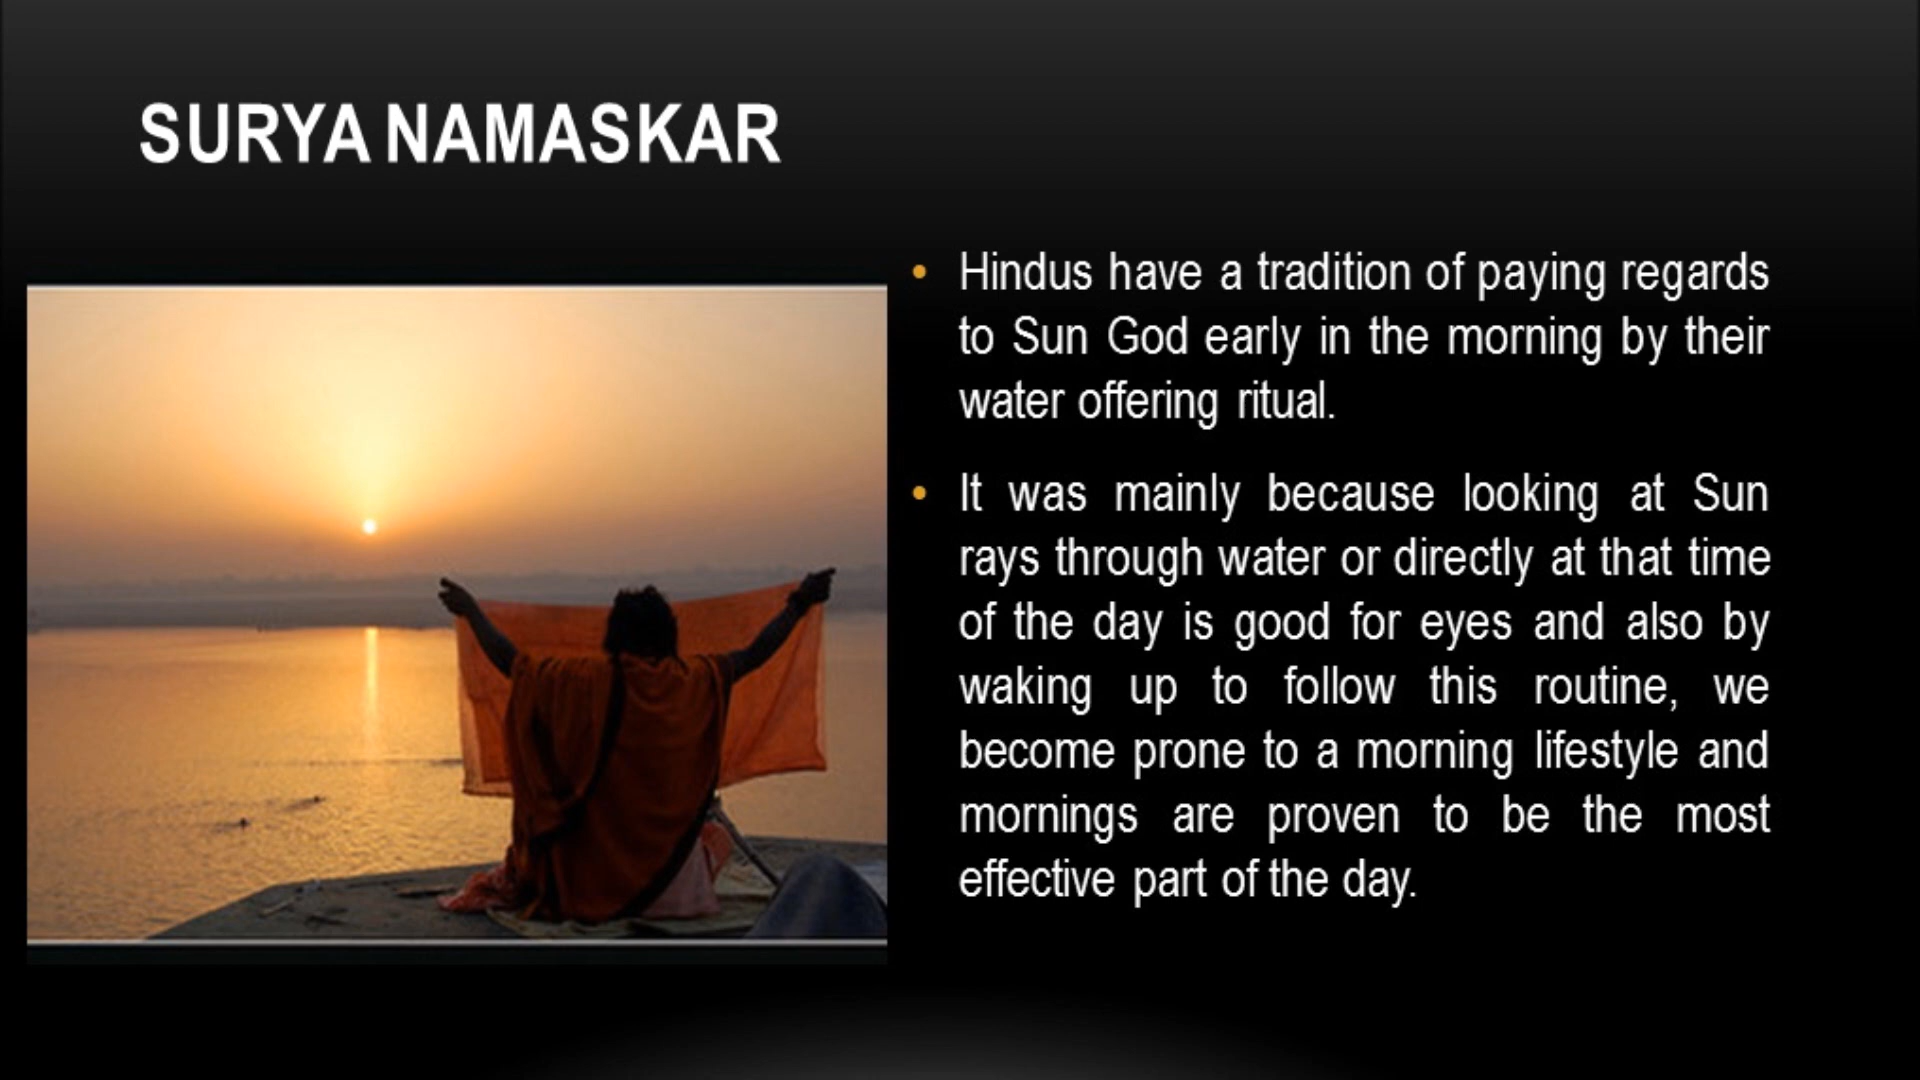 SURYA NAMASKAR
• Hindus have a tradition of paying regards
to Sun God early in the morning by their
water offering ritual.
• It was mainly because looking at Sun
rays through water or directly at that time
of the day is good for eyes and also by
waking up to follow this routine, we
become prone to a morning lifestyle and
mornings are proven to be the most
effective part of the day.